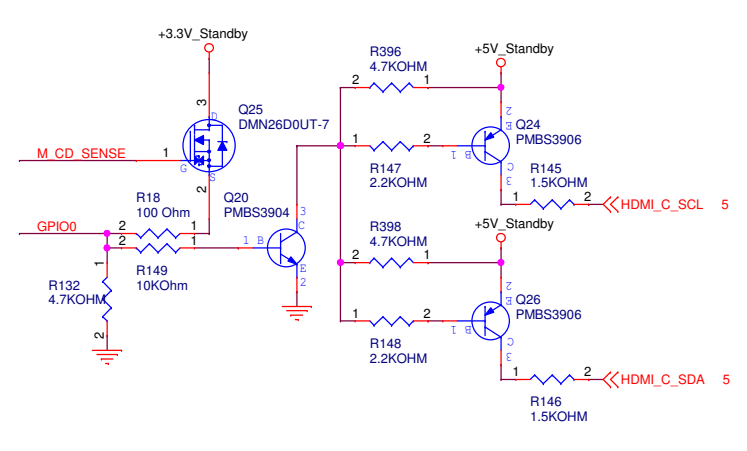 +3.3V_Standby
+5V_Standby
R396
4.7KOHM
3
D
Q25
DMN26D0UT-7
2
1
2
E
Q24
PMBS3906
M_CD_SENSE
1
G
S
2
1
2
1
B
C
3
R147
2.2KOHM
R145
1.5KOHM
1
2
HDMI_C_SCL
5
R18
100 Ohm
Q20
PMBS3904
3
C
GPIO0
2
1
2
1
1
B
E
2
R149
10KOhm
R398
4.7KOHM
+5V_Standby
2
1
R132
4.7KOHM
1
2
2
E
Q26
PMBS3906
1
2
1
B
C
3
R148
2.2KOHM
1
2
HDMI_C_SDA
5
R146
1.5KOHM